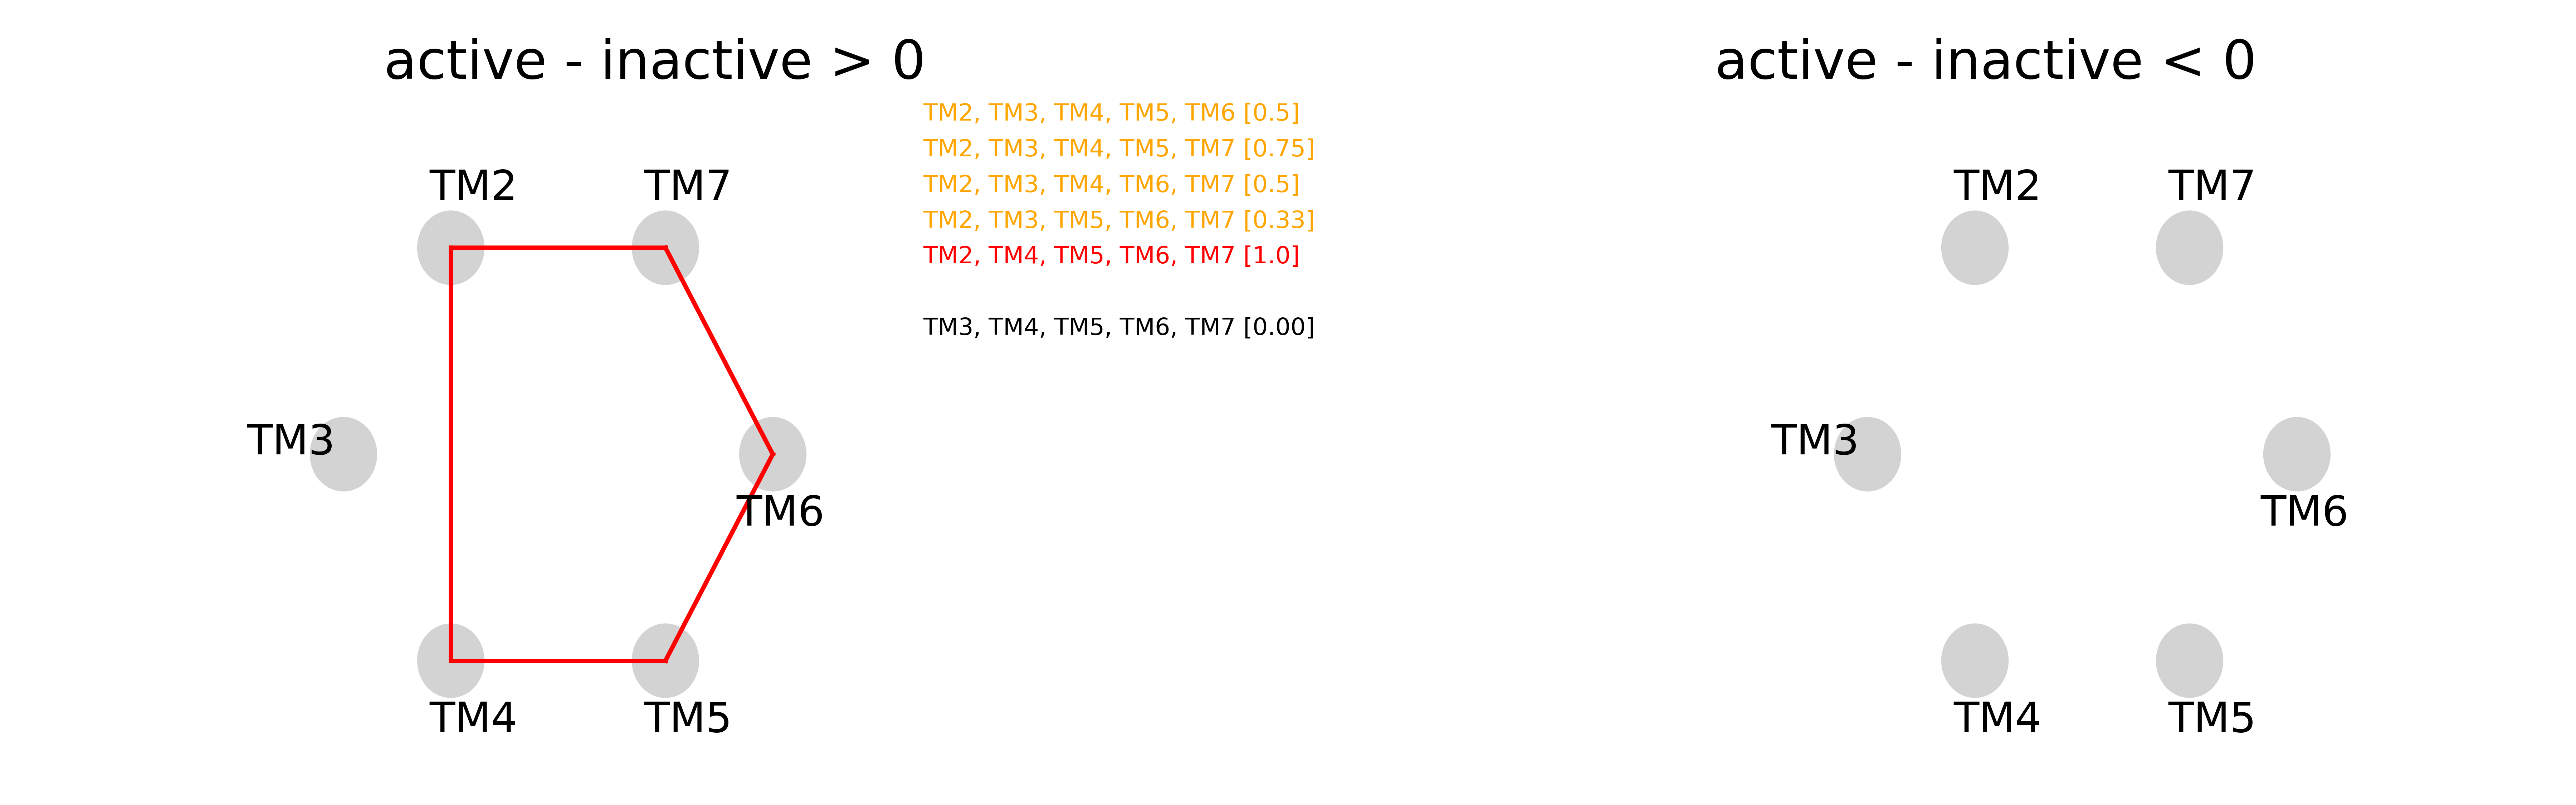 active - inactive > 0
active - inactive < 0
TM2, TM3, TM4, TM5, TM6 [0.5]
TM2, TM3, TM4, TM5, TM7 [0.75]
TM2, TM3, TM4, TM6, TM7 [0.5]
TM2, TM3, TM5, TM6, TM7 [0.33]
TM2, TM4, TM5, TM6, TM7 [1.0]
TM3, TM4, TM5, TM6, TM7 [0.00]
TM2
TM7
TM3
TM6
TM4
TM5
TM2
TM7
TM3
TM6
TM4
TM5